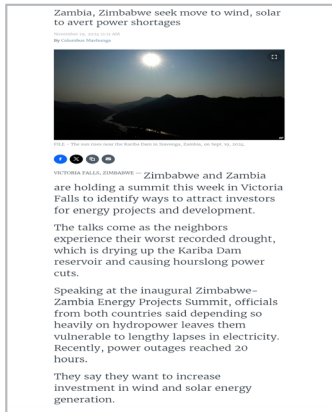 Zambia, Zimbabwe seek move to wind, solar
to avert power shortages
November 19, 2024 11:11 AM
By Columbus Mavhunga
FILE - The sun rises over the Kariba Dam in Siavonga, Zambia, on Sept. 19, 2024.
VICTORIA FALLS, ZIMBABWE — Zimbabwe and Zambia
are holding a summit this week in Victoria
Falls to identify ways to attract investors
for energy projects and development.
The talks come as the neighbors
experience their worst recorded drought,
which is drying up the Kariba Dam
reservoir and causing hourslong power
cuts.
Speaking at the inaugural Zimbabwe-
Zambia Energy Projects Summit, officials
from both countries said depending so
heavily on hydropower leaves them
vulnerable to lengthy lapses in electricity.
Recently, power outages reached 20
hours.
They say they want to increase
investment in wind and solar energy
generation.